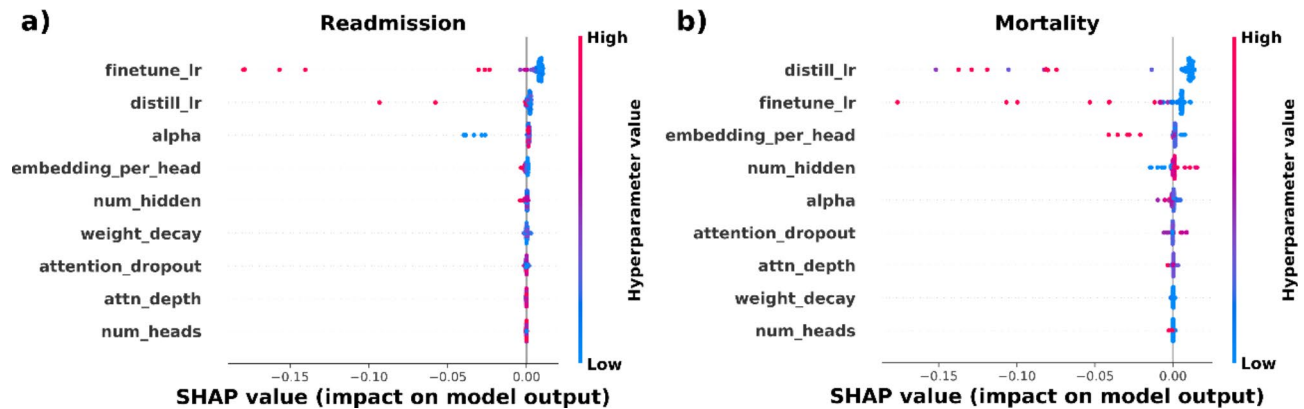 a)
Readmission
High
finetune_lr
distill_lr
alpha
embedding_per_head
num_hidden
weight_decay
attention_dropout
attn_depth
num_heads
Hyperparameter value
Low
−0.15 −0.10 −0.05 0.00
SHAP value (impact on model output)
b)
Mortality
High
distill_lr
finetune_lr
embedding_per_head
num_hidden
alpha
attention_dropout
attn_depth
weight_decay
num_heads
Hyperparameter value
Low
−0.15 −0.10 −0.05 0.00
SHAP value (impact on model output)